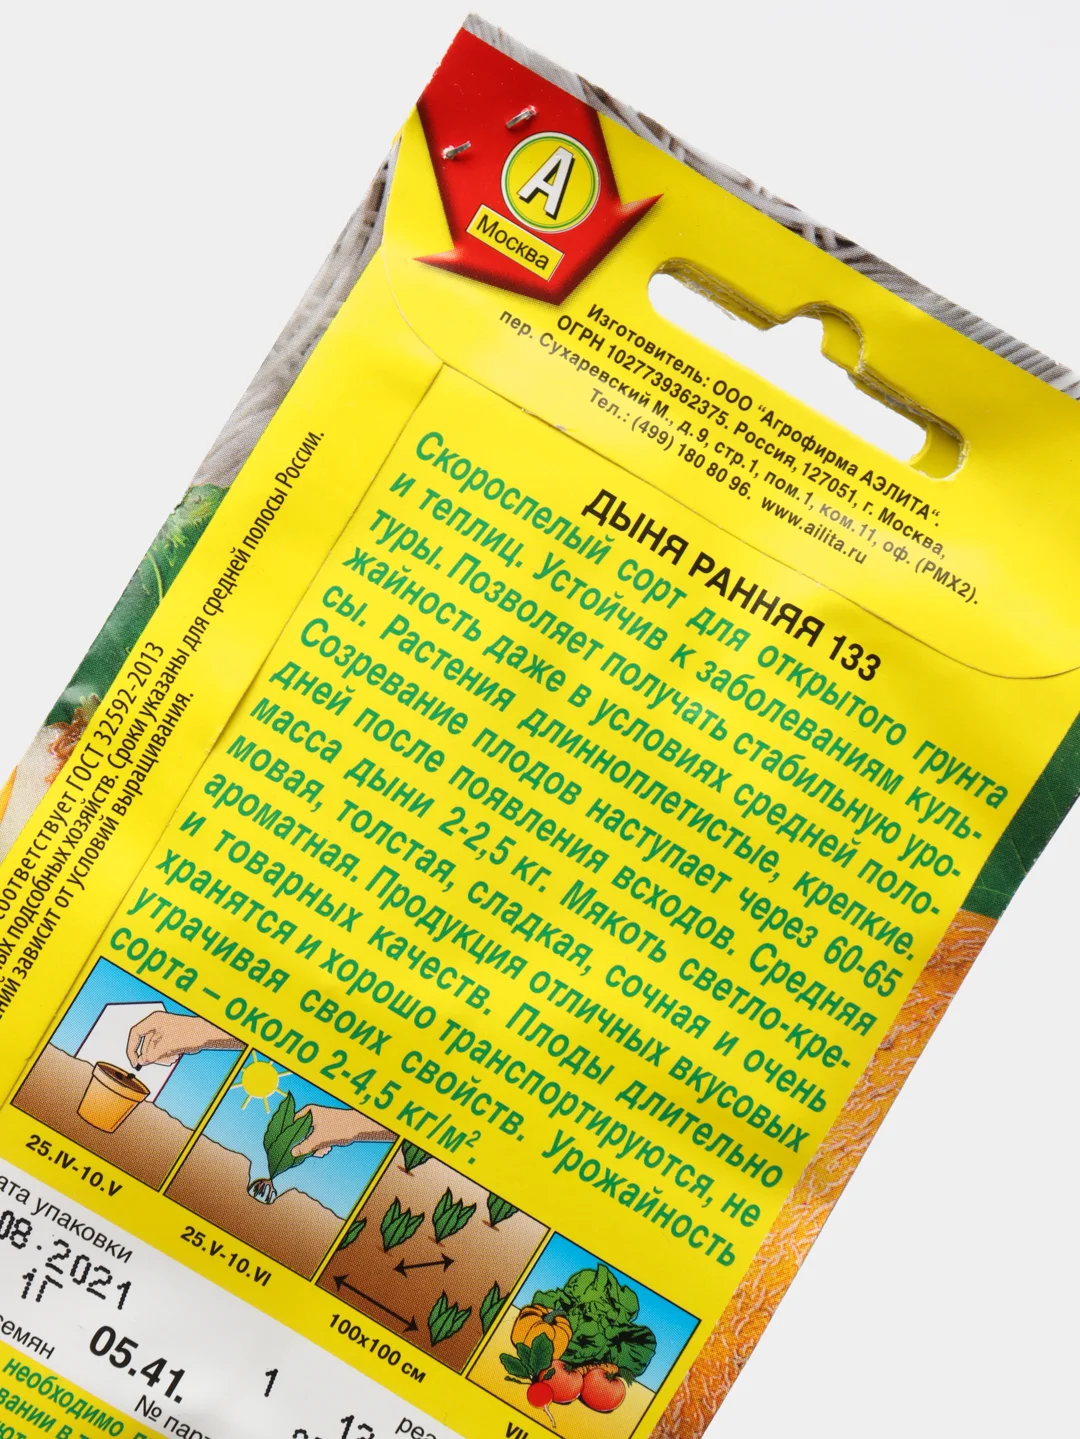 А
Москва
Изготовитель: ООО “Агрофирма АЭЛИТА“.
ОГРН 1027739362375. Россия, 127051, г. Москва,
пер. Сухаревский М., д.9, стр.1, пом.1, ком.11, оф. (РМХ2).
Тел.: (499) 180 80 96. www.ailita.ru
ДЫНЯ РАННЯЯ 133
Скороспелый сорт для открытого грунта
и теплиц. Устойчив к заболеваниям куль-
туры. Позволяет получать стабильную уро-
жайность даже в условиях средней поло-
сы. Растения длинноплетистые, крепкие.
Созревание плодов наступает через 60-65
дней после появления всходов. Средняя
масса дыни 2-2,5 кг. Мякоть светло-кре-
мовая, толстая, сладкая, сочная и очень
ароматная. Продукция отличных вкусовых
и товарных качеств. Плоды длительно
хранятся и хорошо транспортируются, не
утрачивая своих свойств. Урожайность
сорта – около 2-4,5 кг/м².
соответствует ГОСТ 32592-2013
подсобных хозяйств. Сроки указаны для средней полосы России.
зависит от условий выращивания.
25.IV-10.V
25.V-10.VI
100x100 см
VII
упаковки
08.2021
1Г
семян
05.41.
1
№
12
необходимо